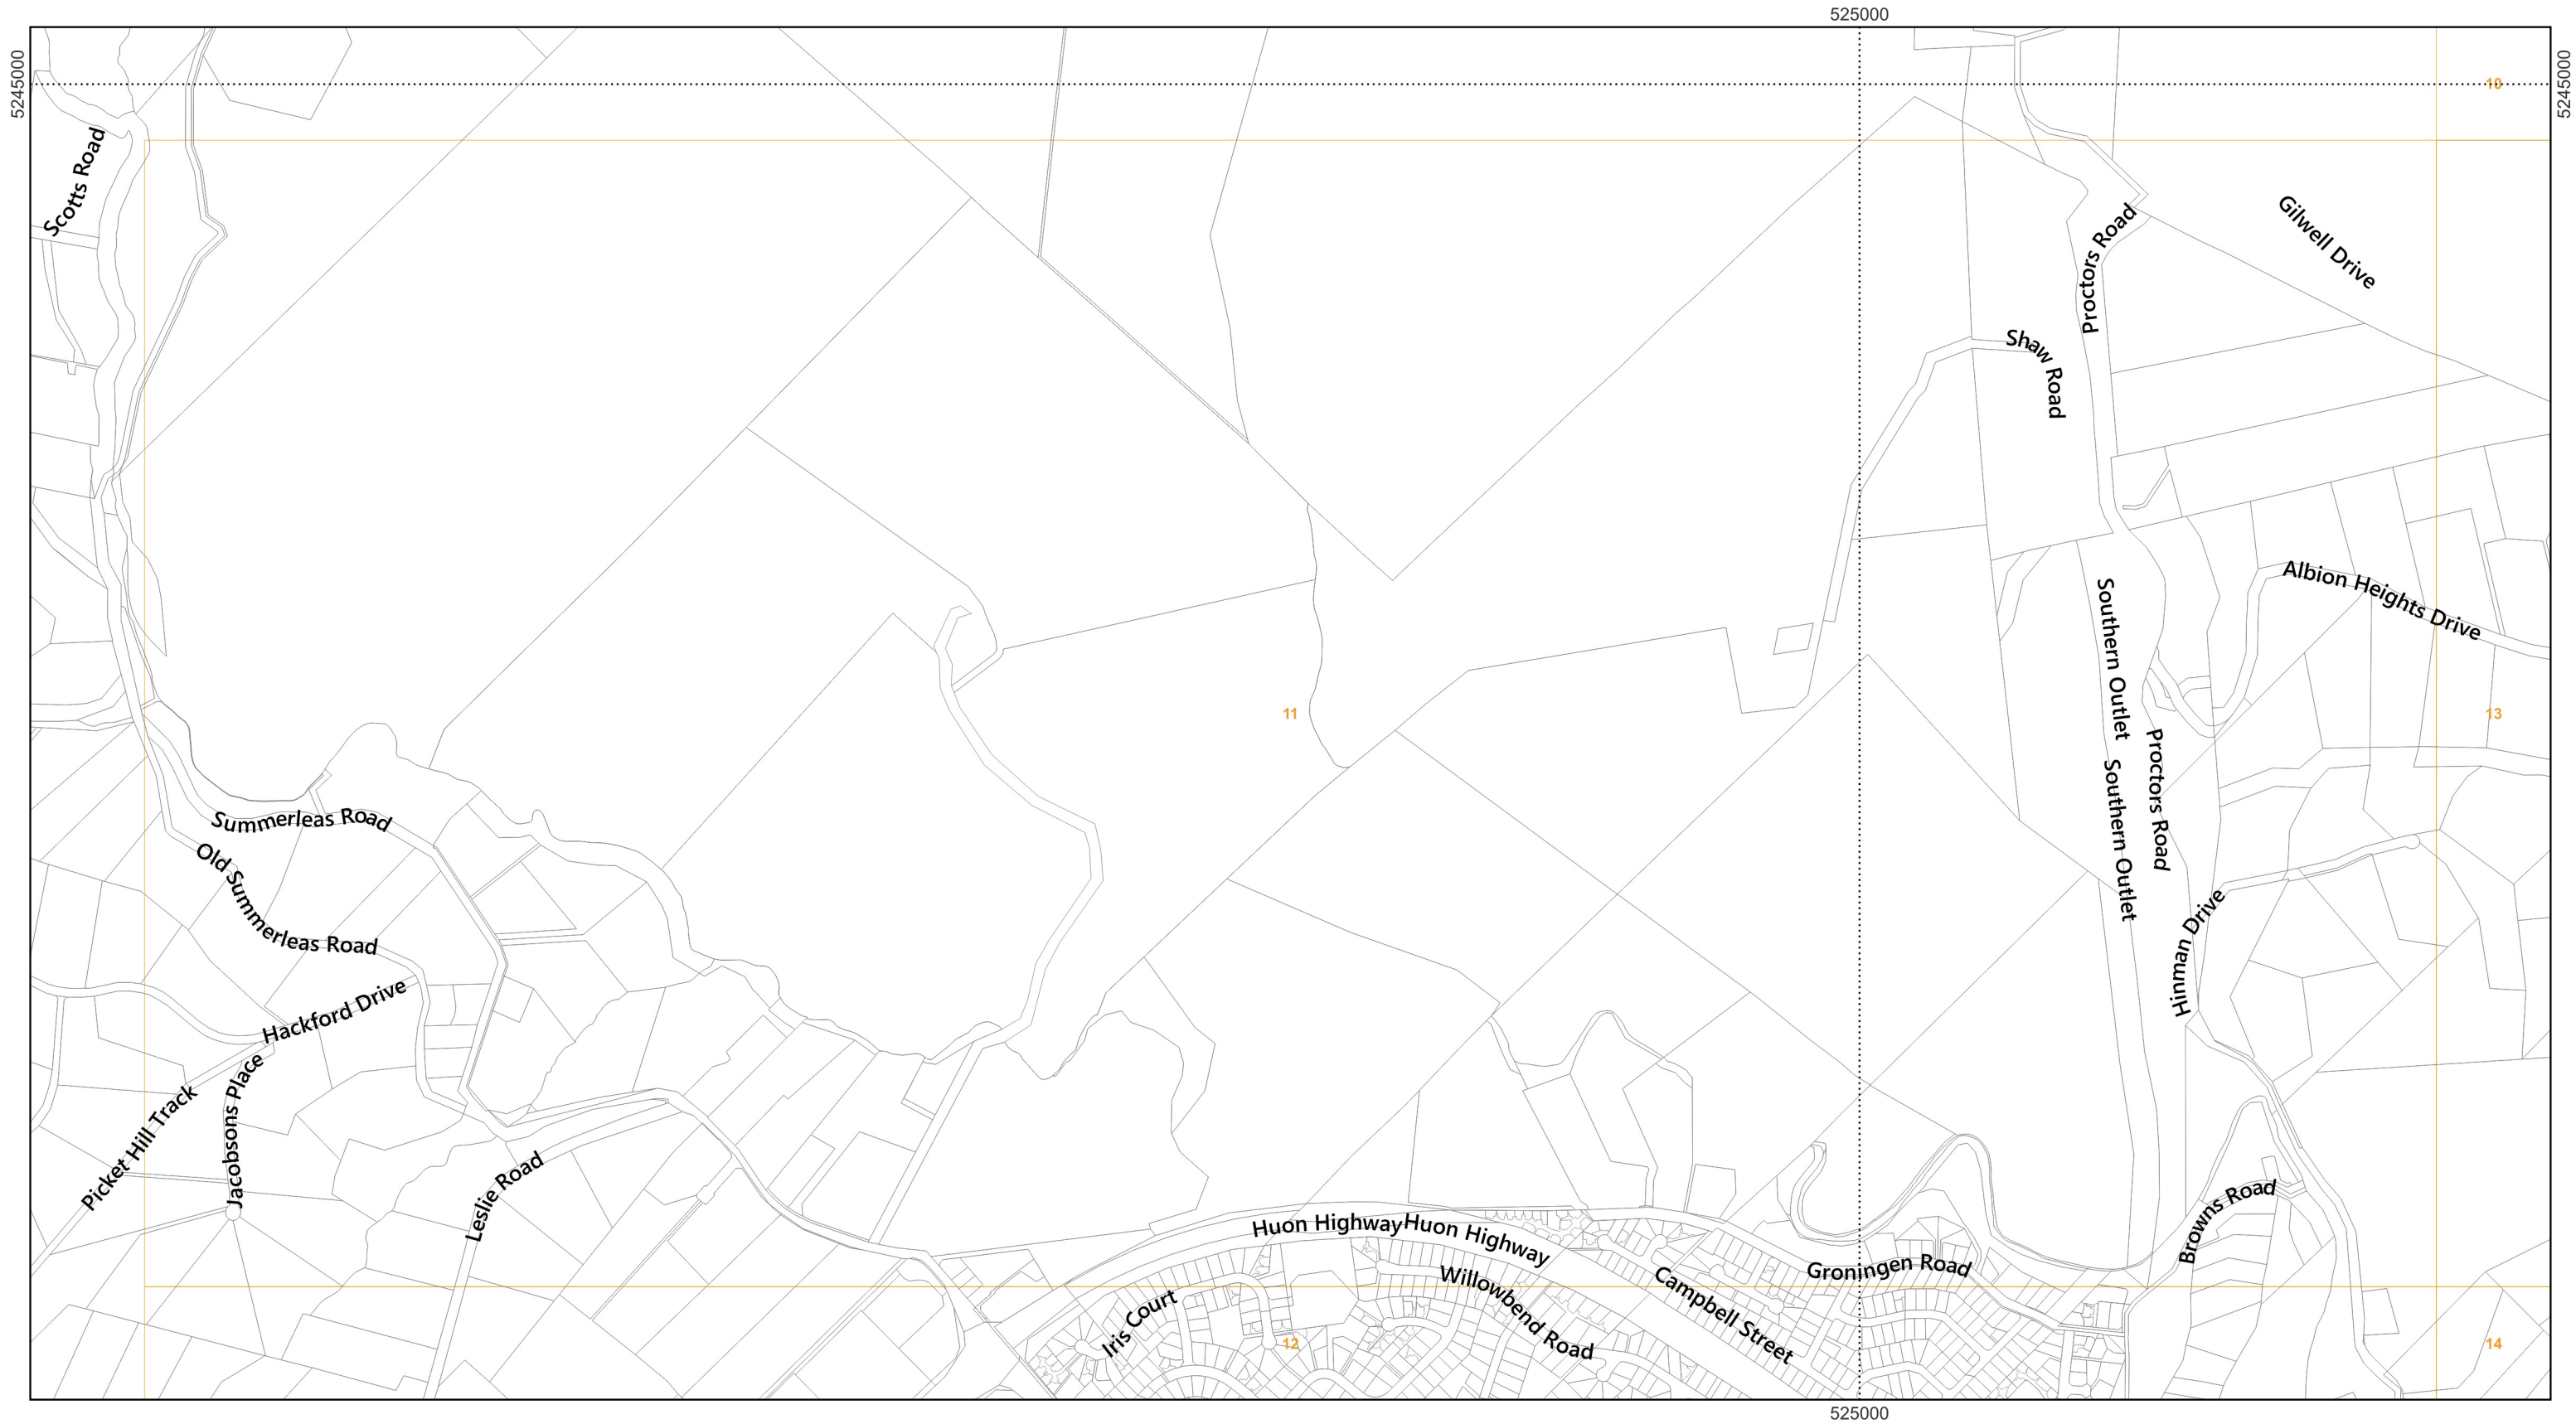 525000
5245000
5245000
10
Scotts Road
Gilwell Drive
Proctors Road
Shaw Road
Albion Heights Drive
Southern Outlet
11
13
Proctors Road
Southern Outlet
Summerleas Road
Old Summerleas Road
Hinman Drive
Hackford Drive
Jacobsons Place
Picket Hill Track
Leslie Road
Browns Road
Huon Highway
Huon Highway
Groningen Road
Willowbend Road
Campbell Street
Iris Court
12
14
525000